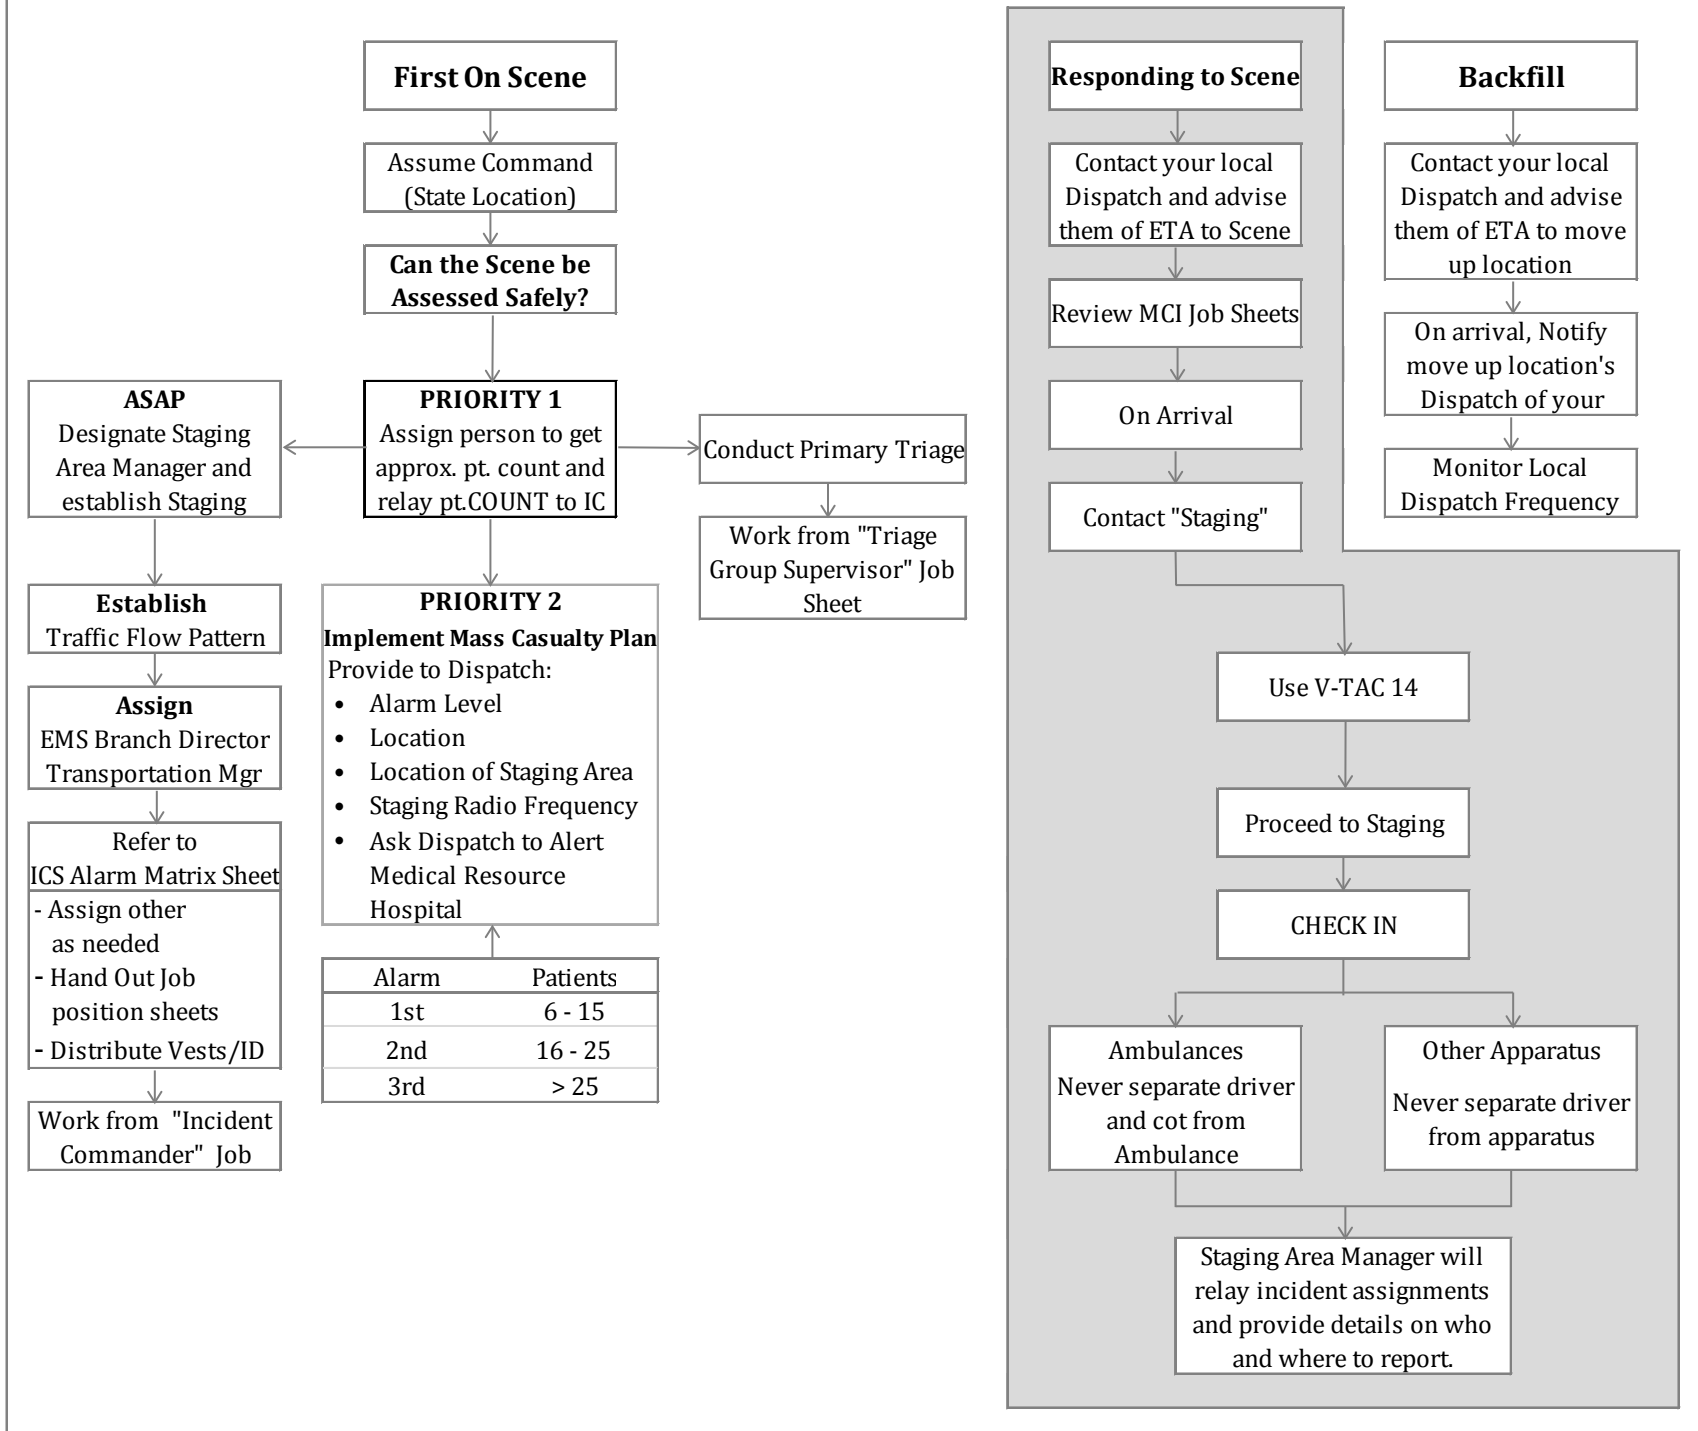 First On Scene
Assume Command
(State Location)
Can the Scene be
Assessed Safely?
ASAP
Designate Staging
Area Manager and
establish Staging
PRIORITY 1
Assign person to get
approx. pt. count and
relay pt.COUNT to IC
Conduct Primary Triage
Work from "Triage
Group Supervisor" Job
Sheet
Establish
Traffic Flow Pattern
Assign
EMS Branch Director
Transportation Mgr
Refer to
ICS Alarm Matrix Sheet
- Assign other
as needed
- Hand Out Job
position sheets
- Distribute Vests/ID
Work from "Incident
Commander" Job
PRIORITY 2
Implement Mass Casualty Plan
Provide to Dispatch:
• Alarm Level
• Location
• Location of Staging Area
• Staging Radio Frequency
• Ask Dispatch to Alert
Medical Resource
Hospital
Alarm Patients
1st 6 - 15
2nd 16 - 25
3rd > 25
Responding to Scene
Contact your local
Dispatch and advise
them of ETA to Scene
Review MCI Job Sheets
On Arrival
Contact "Staging"
Use V-TAC 14
Proceed to Staging
CHECK IN
Ambulances
Never separate driver
and cot from
Ambulance
Other Apparatus
Never separate driver
from apparatus
Staging Area Manager will
relay incident assignments
and provide details on who
and where to report.
Backfill
Contact your local
Dispatch and advise
them of ETA to move
up location
On arrival, Notify
move up location's
Dispatch of your
Monitor Local
Dispatch Frequency